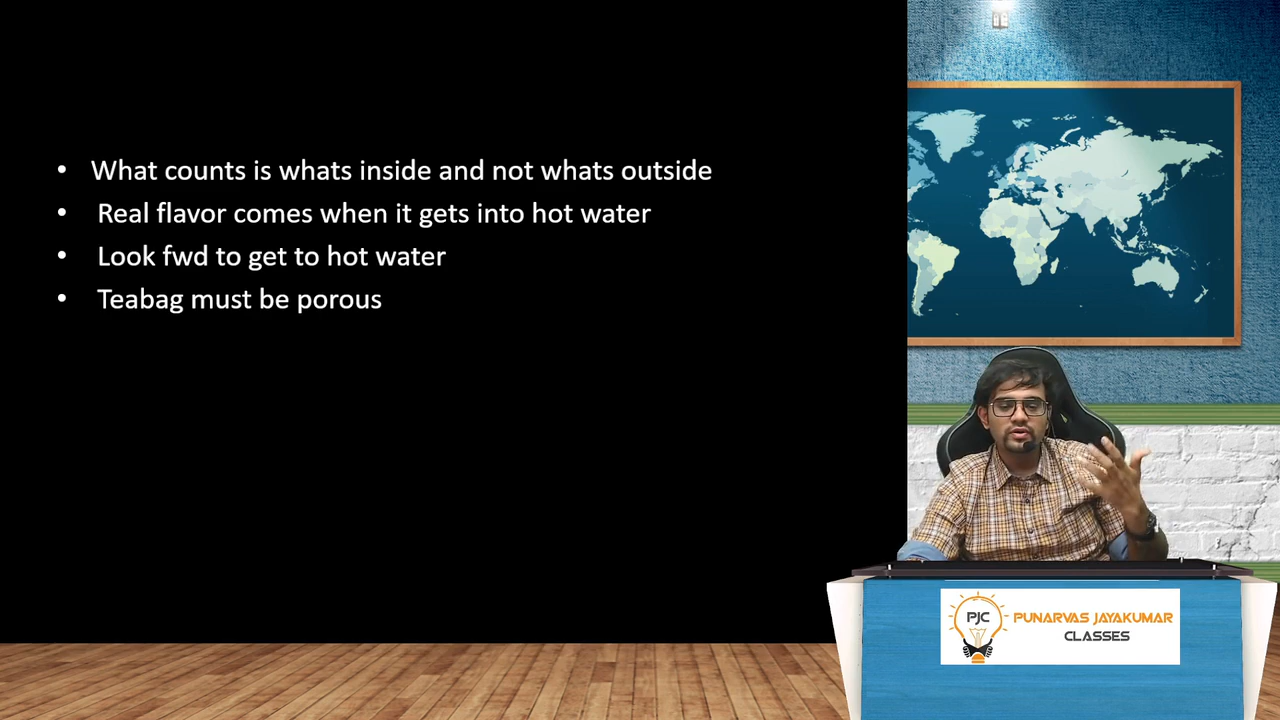 • What counts is whats inside and not whats outside
• Real flavor comes when it gets into hot water
• Look fwd to get to hot water
• Teabag must be porous
PJC
PUNARVAS JAYAKUMAR
CLASSES